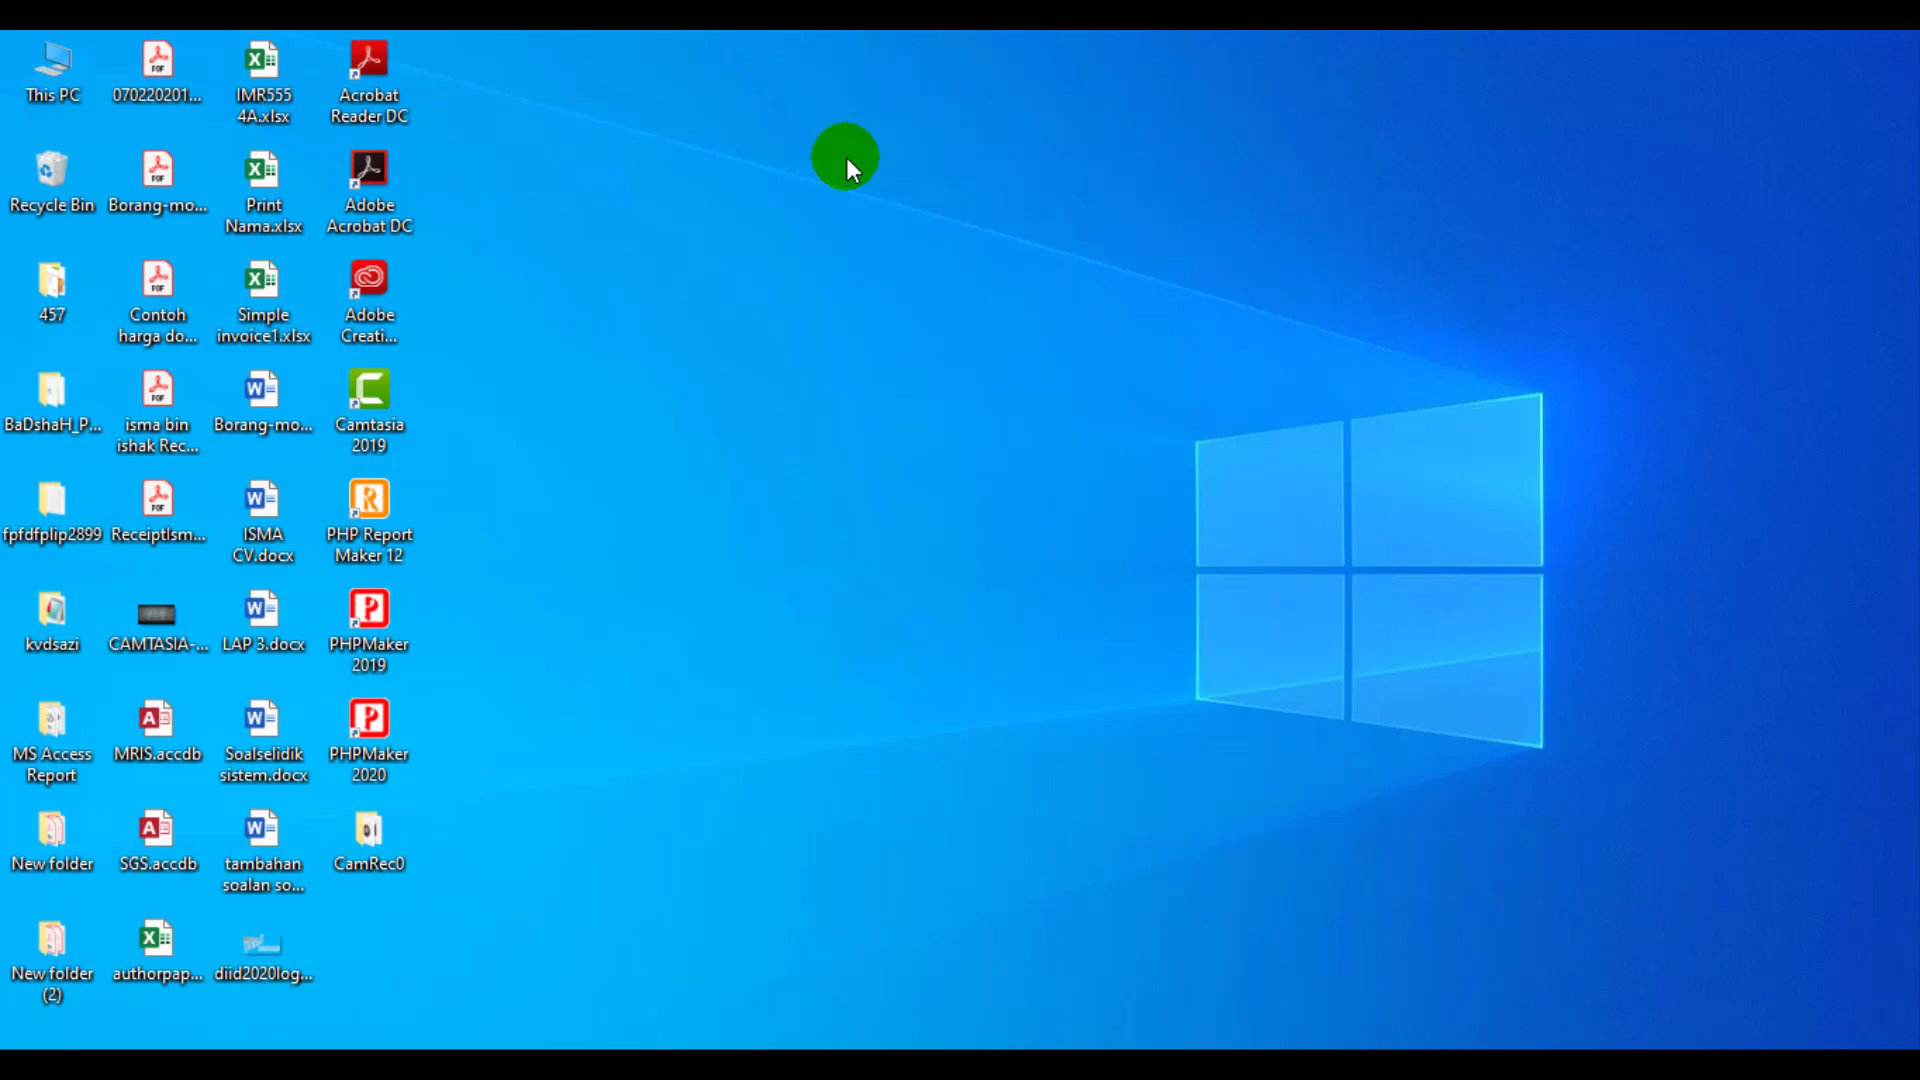 This PC
070220201...
IMR555
4A.xlsx
Acrobat
Reader DC
Recycle Bin
Borang-mo...
Print
Nama.xlsx
Adobe
Acrobat DC
457
Contoh
harga do...
Simple
invoice1.xlsx
Adobe
Creati...
BaDshaH_P...
isma bin
ishak Rec...
Borang-mo...
Camtasia
2019
fpfdfplip2899
ReceiptIsm...
ISMA
CV.docx
PHP Report
Maker 12
kvdsazi
CAMTASIA-...
LAP 3.docx
PHPMaker
2019
MS Access
Report
MRIS.accdb
Soalselidik
sistem.docx
PHPMaker
2020
New folder
SGS.accdb
tambahan
soalan so...
CamRec0
New folder
(2)
authorpap...
diid2020log...